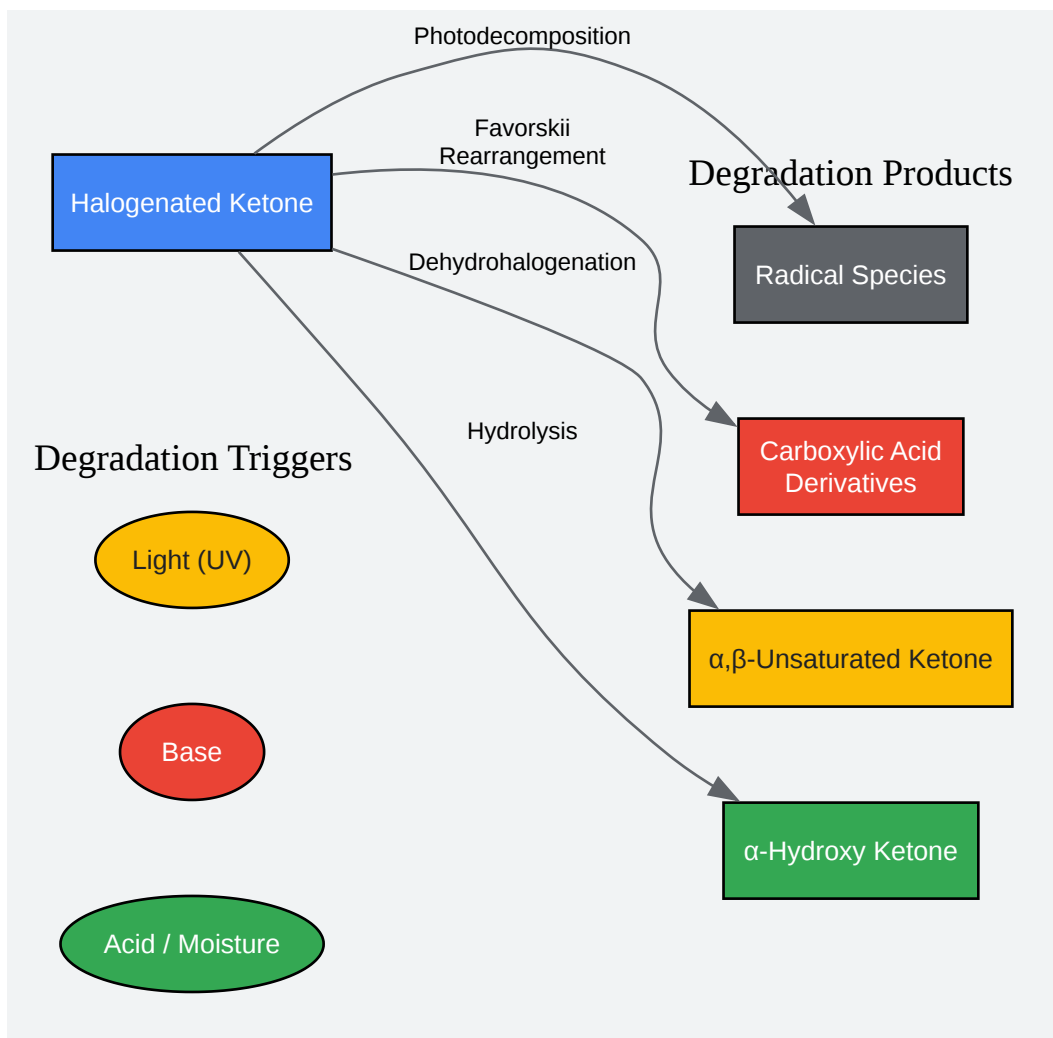 Photodecomposition
Favorskii
Rearrangement
Degradation Products
Halogenated Ketone
Dehydrohalogenation
Radical Species
Hydrolysis
Carboxylic Acid
Derivatives
Degradation Triggers
Light (UV)
α,β-Unsaturated Ketone
Base
α-Hydroxy Ketone
Acid / Moisture